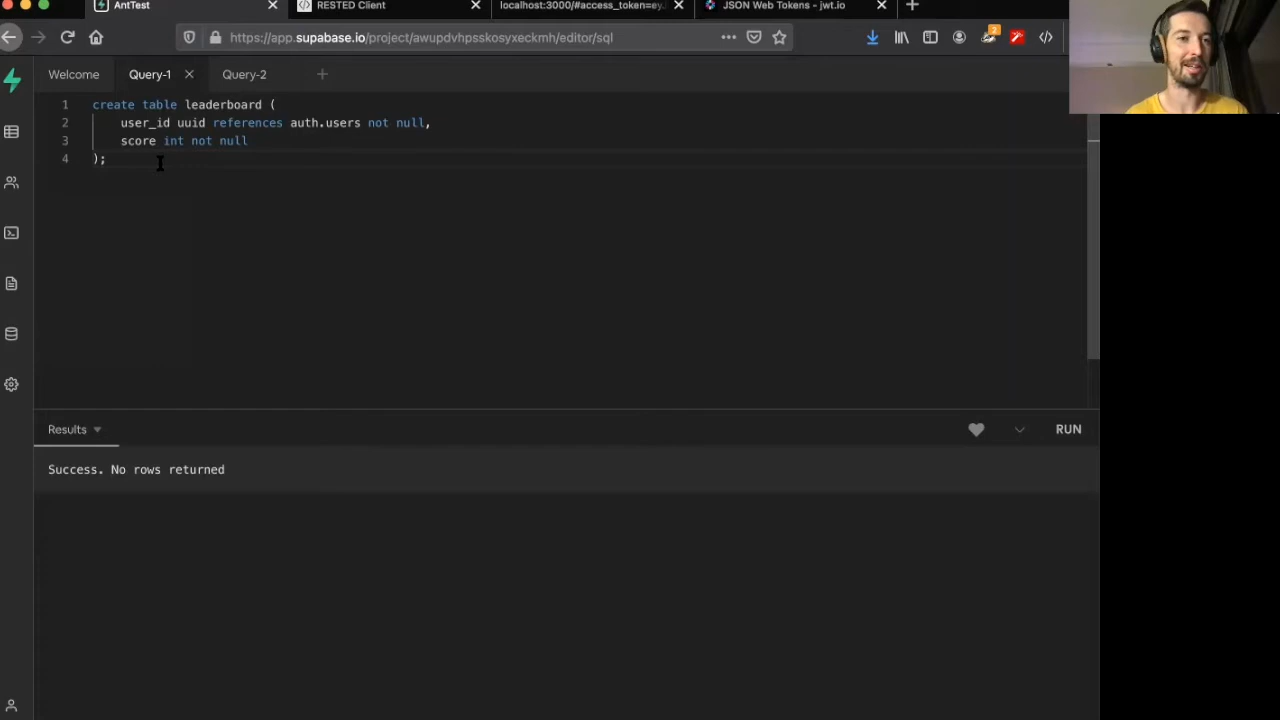 AntTest
RESTED Client
localhost:3000/#access_token=ey.
JSON Web Tokens - jwt.io
https://app.supabase.io/project/awupdvhpsskosyxeckmh/editor/sql
2
Welcome
Query-1
Query-2
1 create table leaderboard (
2 user_id uuid references auth.users not null,
3 score int not null
4 );
Results
RUN
Success. No rows returned